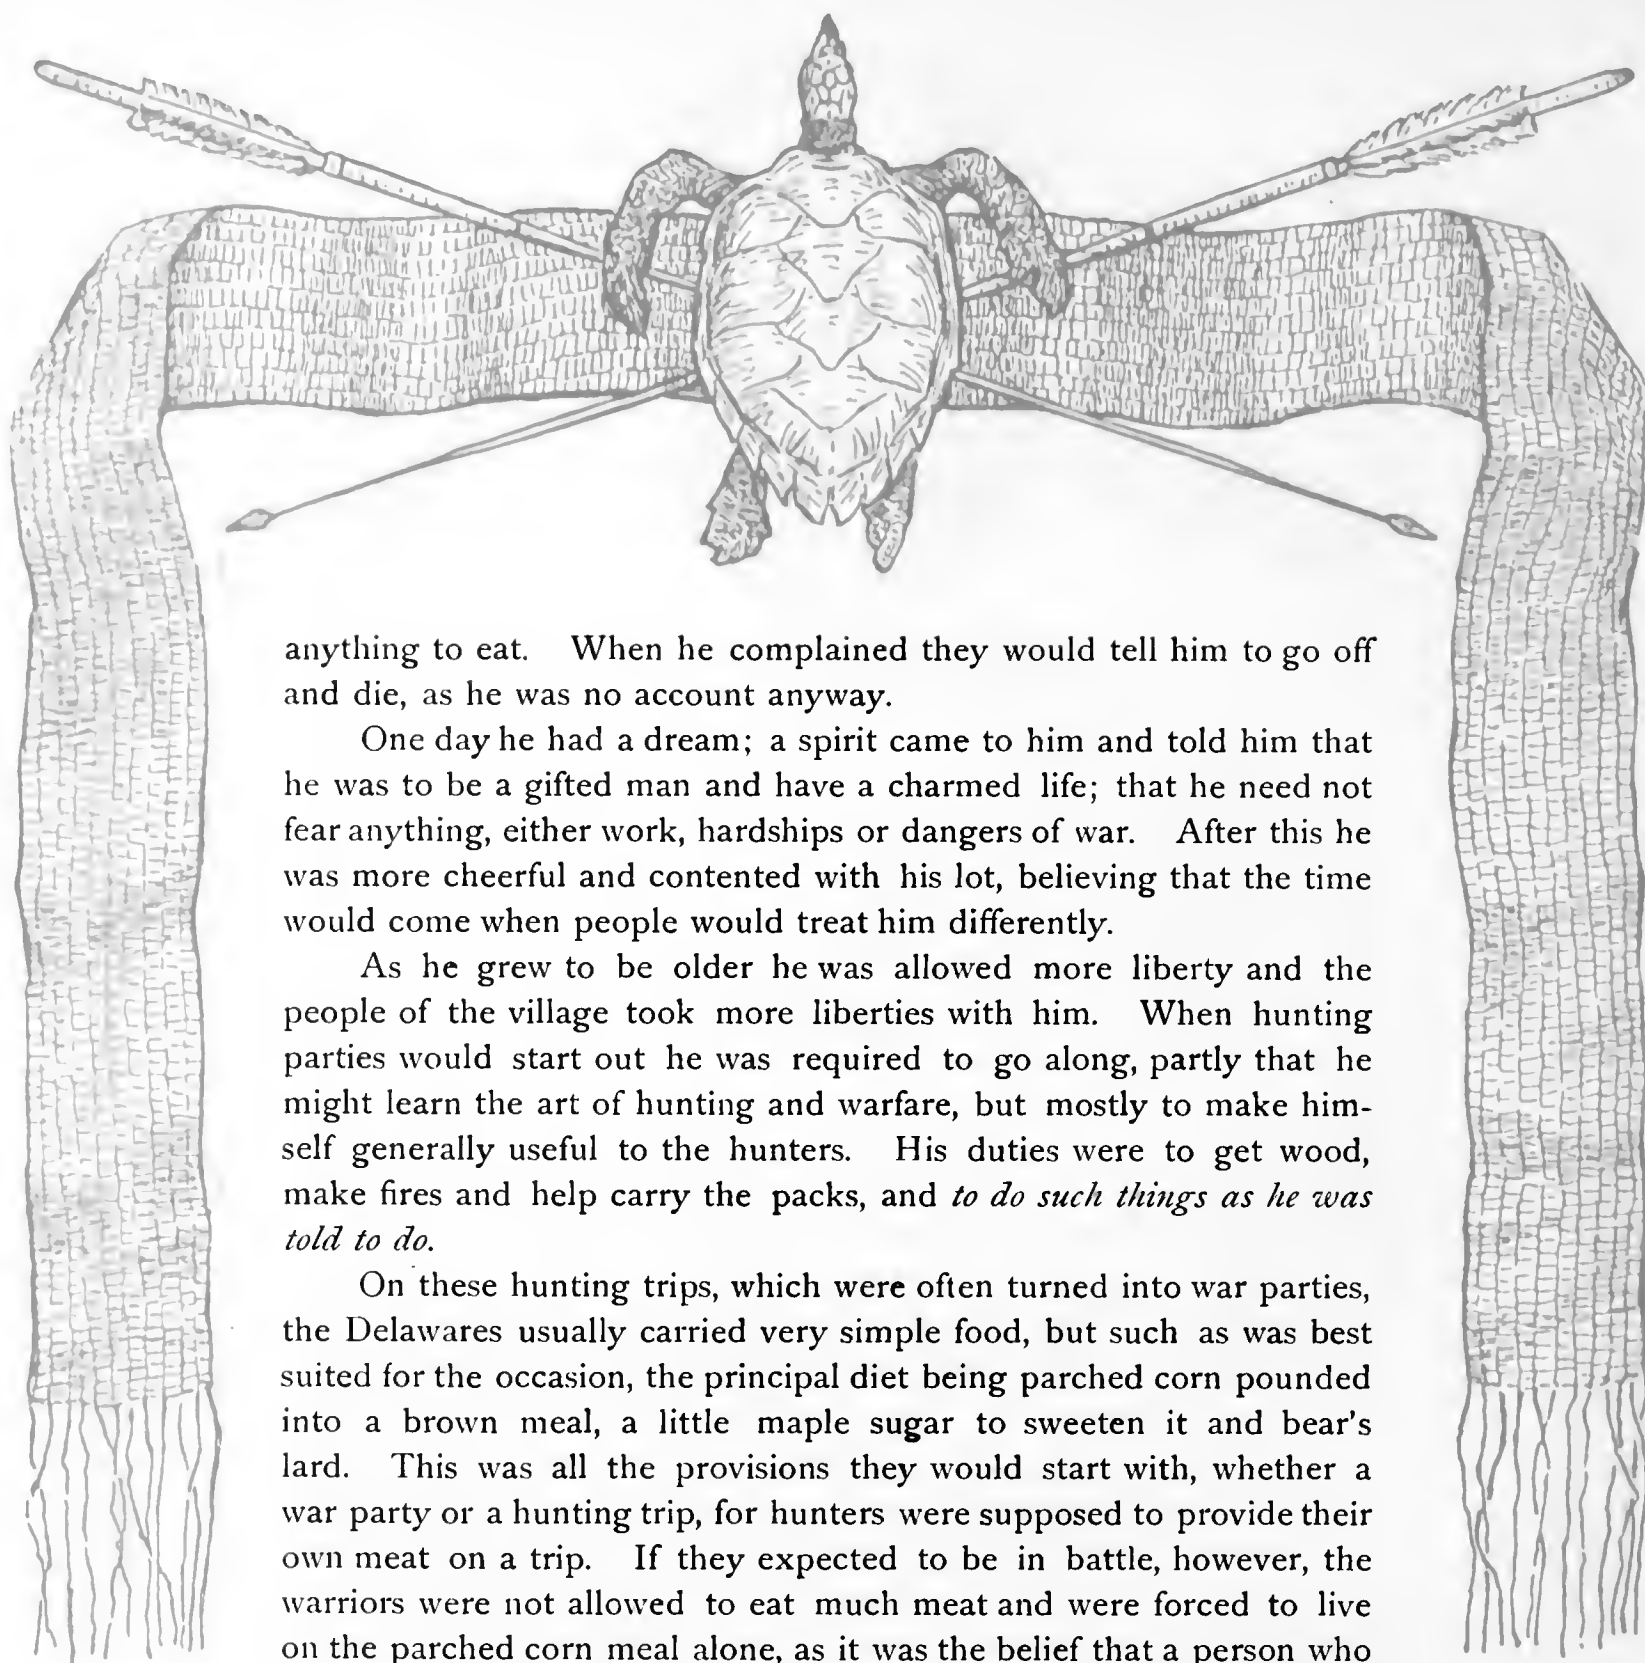 anything to eat. When he complained they would tell him to go off
and die, as he was no account anyway.
One day he had a dream; a spirit came to him and told him that
he was to be a gifted man and have a charmed life; that he need not
fear anything, either work, hardships or dangers of war. After this he
was more cheerful and contented with his lot, believing that the time
would come when people would treat him differently.
As he grew to be older he was allowed more liberty and the
people of the village took more liberties with him. When hunting
parties would start out he was required to go along, partly that he
might learn the art of hunting and warfare, but mostly to make him-
self generally useful to the hunters. His duties were to get wood,
make fires and help carry the packs, and to do such things as he was
told to do.
On these hunting trips, which were often turned into war parties,
the Delawares usually carried very simple food, but such as was best
suited for the occasion, the principal diet being parched corn pounded
into a brown meal, a little maple sugar to sweeten it and bear's
lard. This was all the provisions they would start with, whether a
war party or a hunting trip, for hunters were supposed to provide their
own meat on a trip. If they expected to be in battle, however, the
warriors were not allowed to eat much meat and were forced to live
on the parched corn meal alone, as it was the belief that a person who